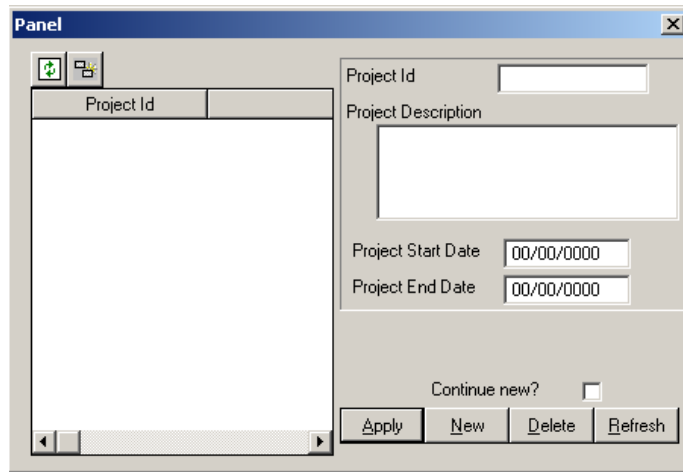 Panel
Project Id
Project Id
Project Description
Project Start Date 00/00/0000
Project End Date 00/00/0000
Continue new?
Apply New Delete Refresh